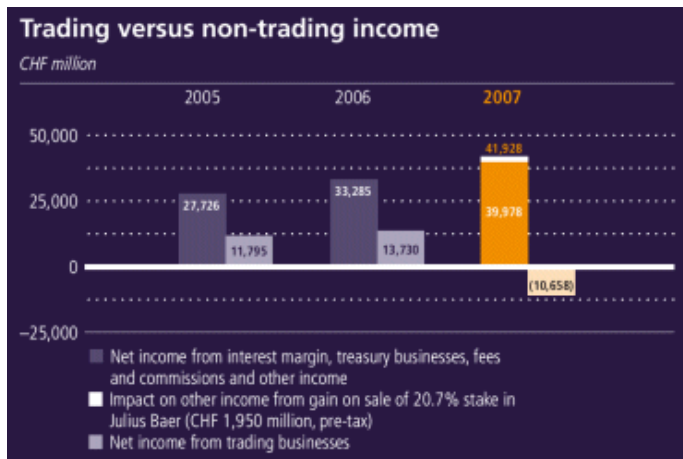 Trading versus non-trading income
CHF million
2005 2006 2007
50,000
41,928
33,285
25,000
27,726
39,978
11,795
13,730
0
(10,658)
−25,000
Net income from interest margin, treasury businesses, fees
and commissions and other income
Impact on other income from gain on sale of 20.7% stake in
Julius Baer (CHF 1,950 million, pre-tax)
Net income from trading businesses